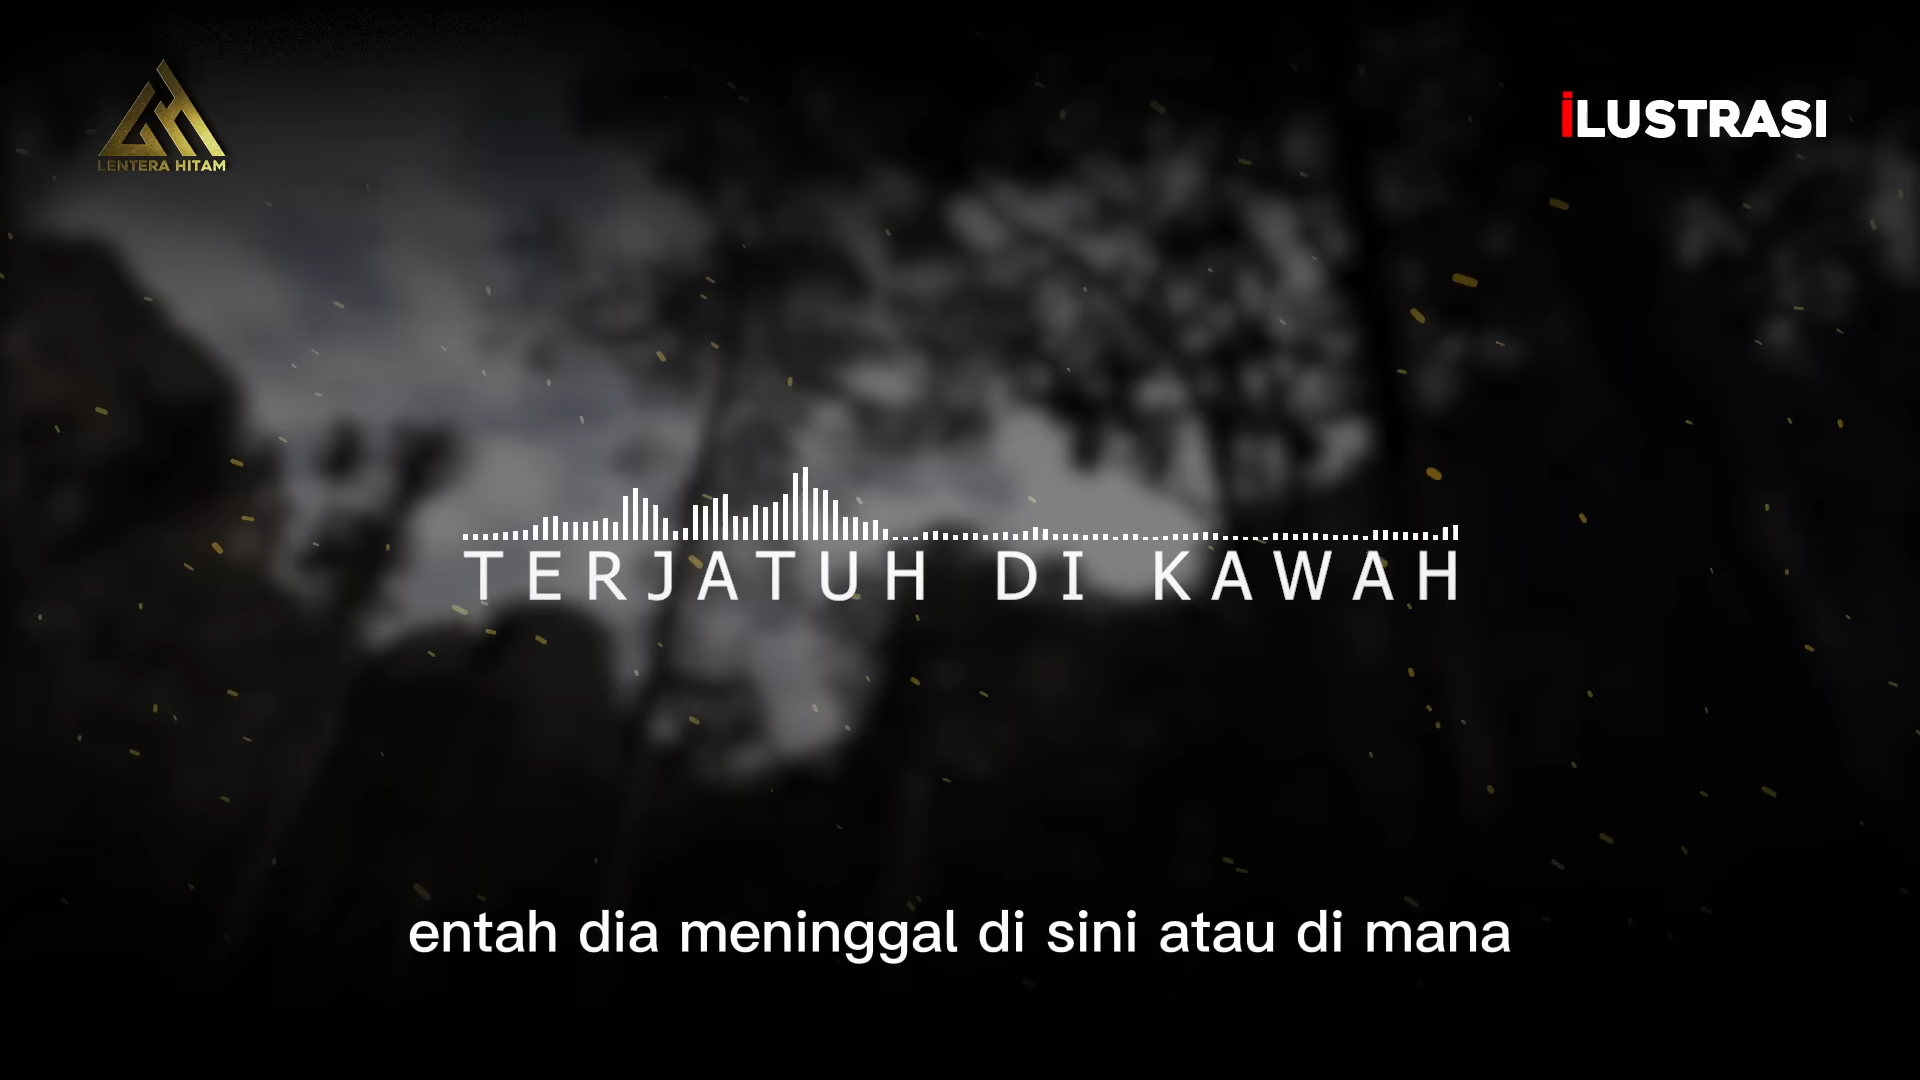 LENTERA HITAM
iLUSTRASI
TERJATUH DI KAWAH
entah dia meninggal di sini atau di mana